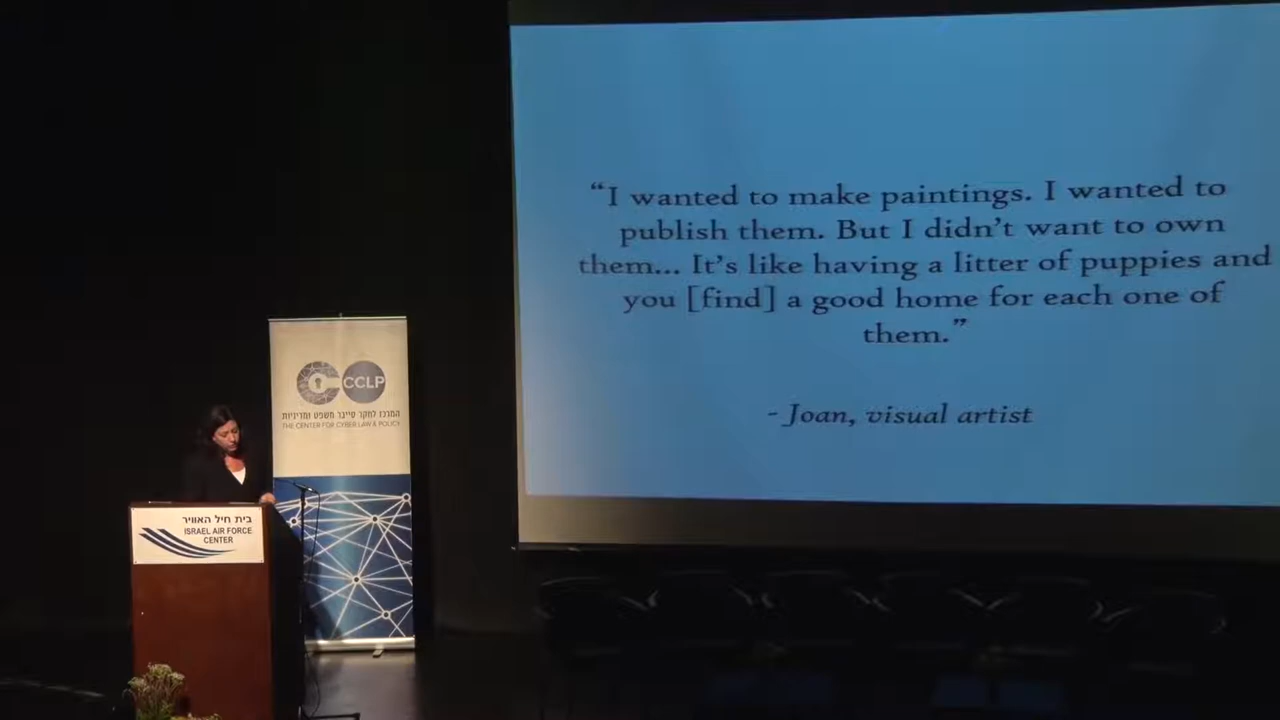 “I wanted to make paintings. I wanted to
publish them. But I didn’t want to own
them... It’s like having a litter of puppies and
you [find] a good home for each one of
them.”
- Joan, visual artist
CCLP
המרכז לחקר סייבר משפט ומדיניות
THE CENTER FOR CYBER LAW & POLICY
בית חיל האוויר
ISRAEL AIR FORCE
CENTER